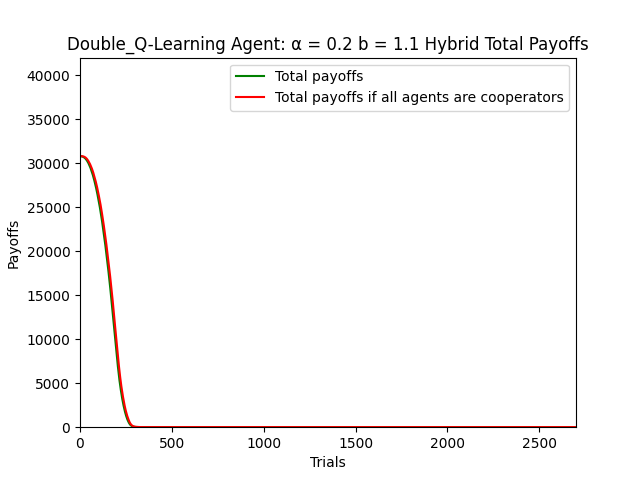 Double_Q-Learning Agent: α = 0.2 b = 1.1 Hybrid Total Payoffs
Total payoffs
Total payoffs if all agents are cooperators
40000
35000
30000
25000
20000
15000
10000
5000
0
Payoffs
0 500 1000 1500 2000 2500
Trials